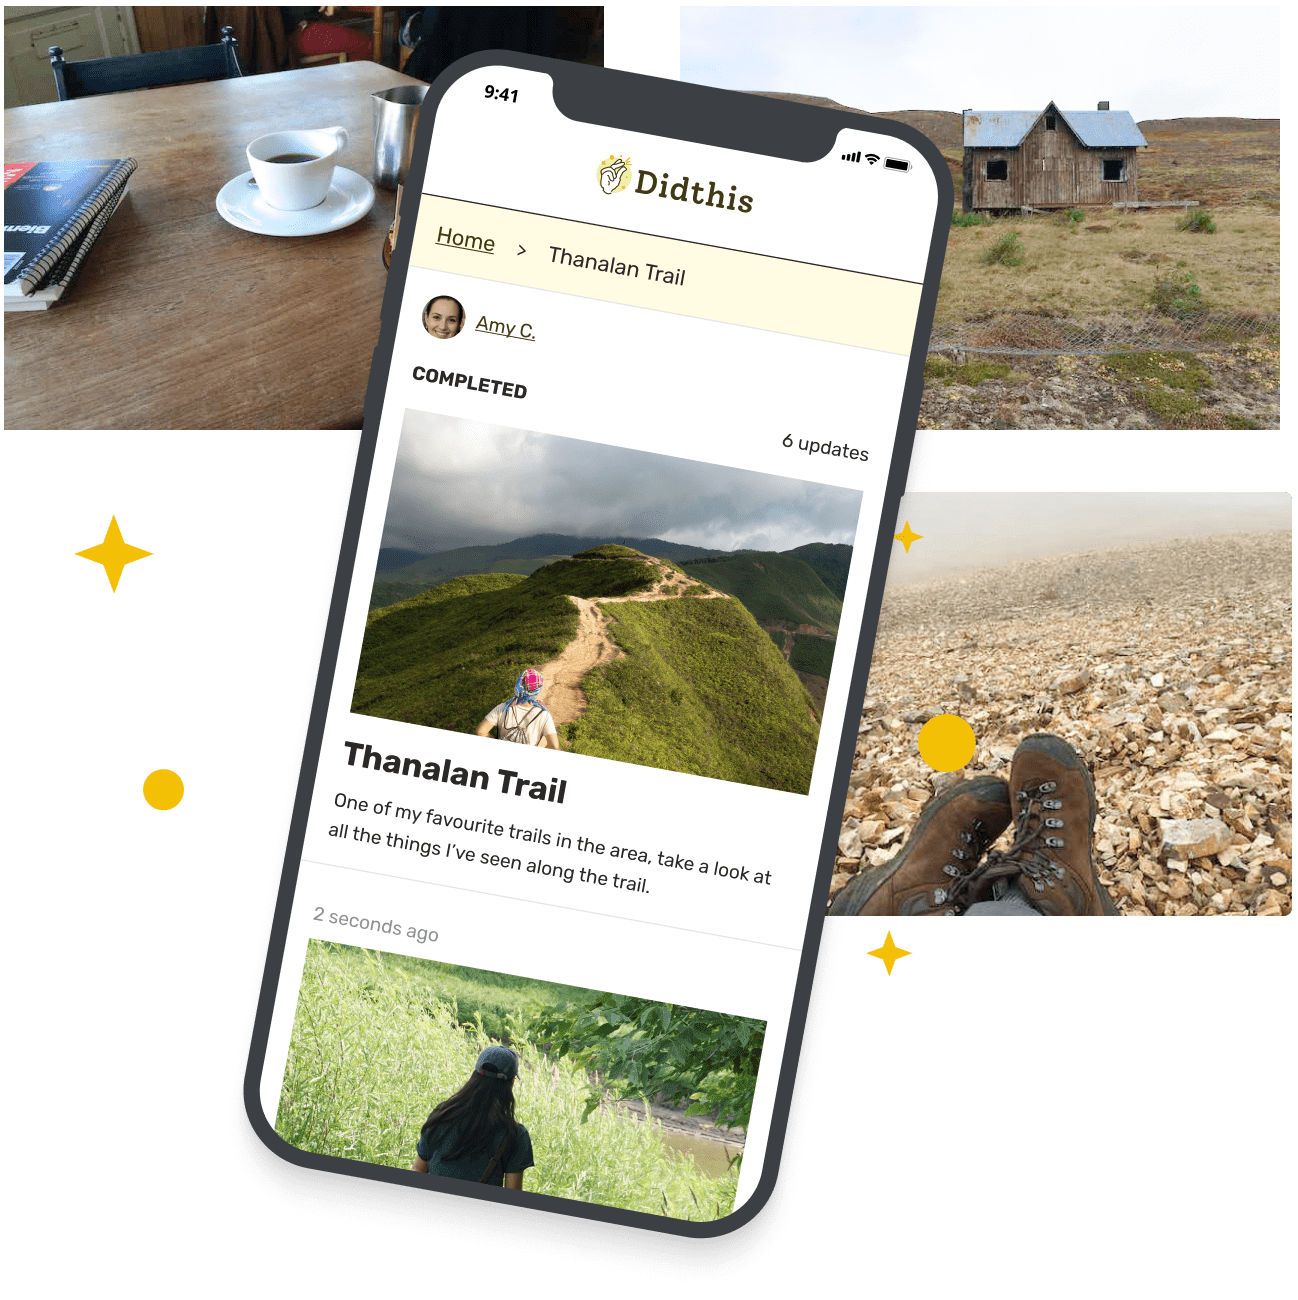 9:41
Didthis
Home > Thanalan Trail
Amy C.
COMPLETED
6 updates
Thanalan Trail
One of my favourite trails in the area, take a look at
all the things I've seen along the trail.
2 seconds ago